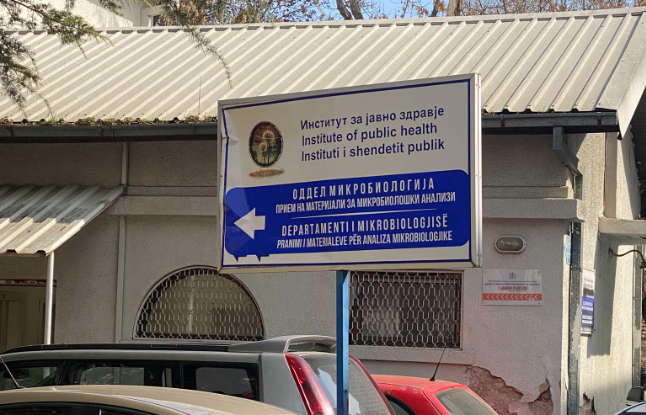 Институт за јавно здравје
Institute of public health
Instituti i shendetit publik
ОДДЕЛ МИКРОБИОЛОГИЈА
ПРИЕМ НА МАТЕРИЈАЛИ ЗА МИКРОБИОЛОШКИ АНАЛИЗИ
DEPARTAMENTI I MIKROBIOLOGJISË
PRANIMI I MATERIALEVE PËR ANALIZA MIKROBIOLOGJIKE